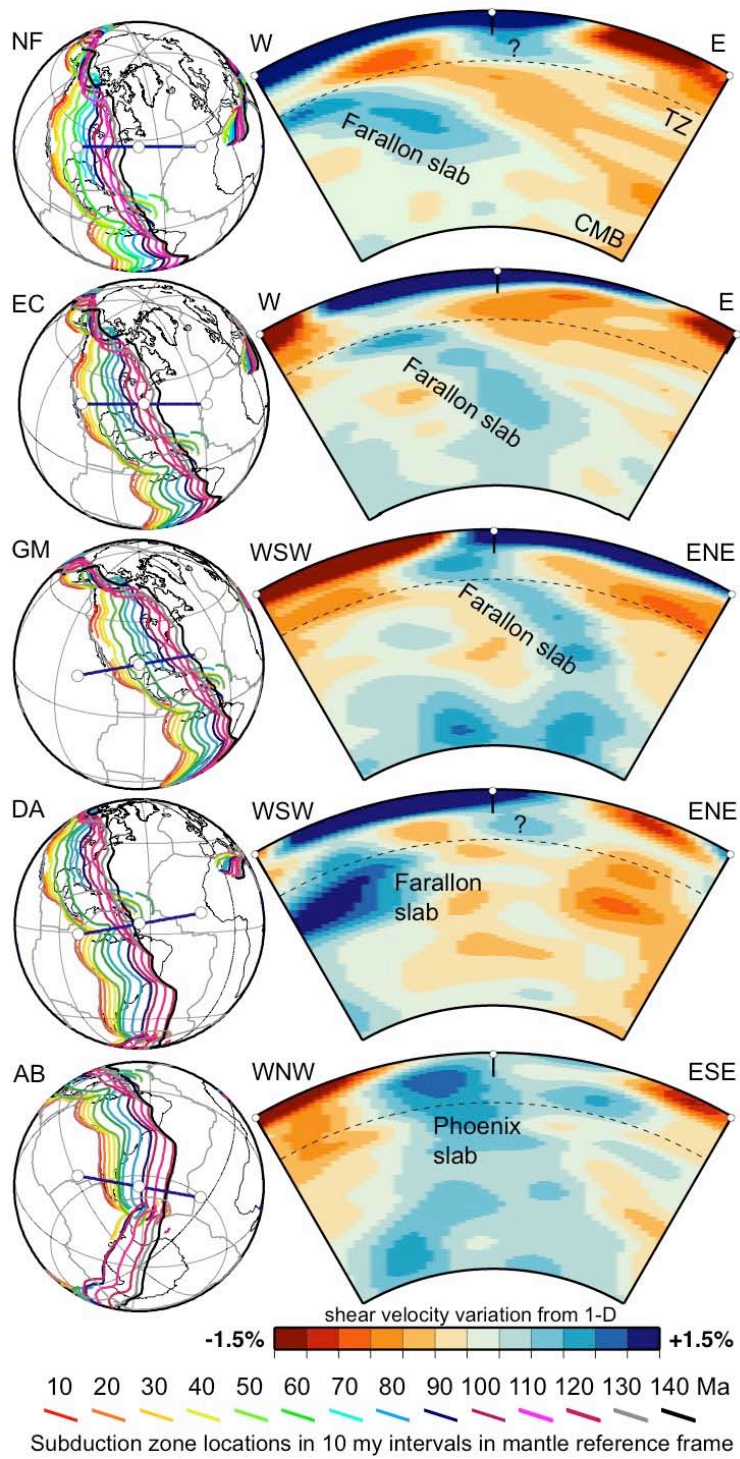 NF
W
E
?
Farallon slab
TZ
CMB
EC
W
E
Farallon slab
GM
WSW
ENE
Farallon slab
DA
WSW
ENE
?
Farallon
slab
AB
WNW
ESE
Phoenix
slab
shear velocity variation from 1-D
-1.5%
+1.5%
10 20 30 40 50 60 70 80 90 100 110 120 130 140 Ma
Subduction zone locations in 10 my intervals in mantle reference frame